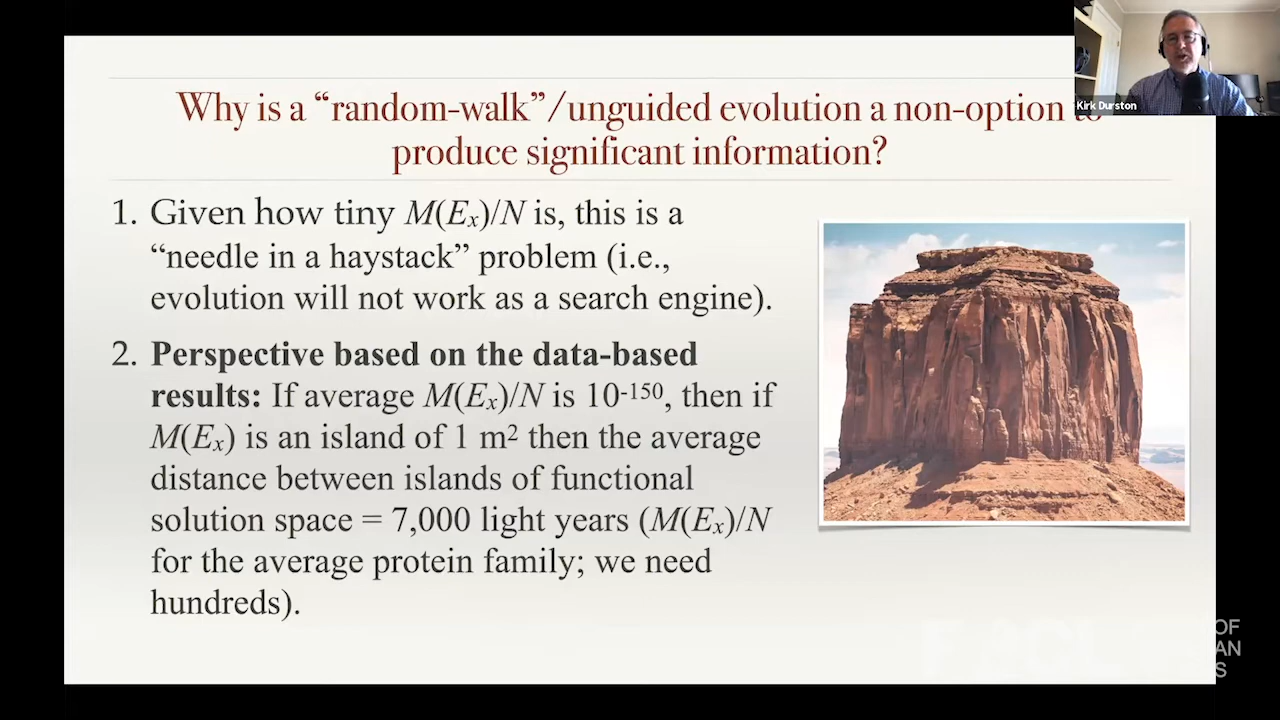 Why is a “random-walk”/unguided evolution a non-option to
produce significant information?
Kirk Durston
1. Given how tiny M(Eₓ)/N is, this is a
“needle in a haystack” problem (i.e.,
evolution will not work as a search engine).
2. Perspective based on the data-based
results: If average M(Eₓ)/N is 10⁻¹⁵⁰, then if
M(Eₓ) is an island of 1 m² then the average
distance between islands of functional
solution space = 7,000 light years (M(Eₓ)/N
for the average protein family; we need
hundreds).
OF
AN
S